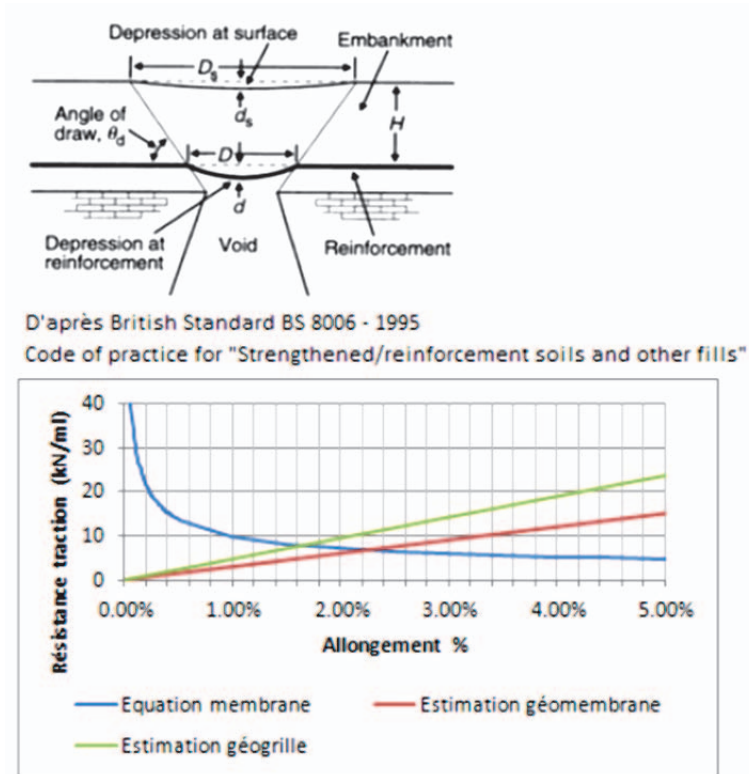 Depression at surface
Embankment
Dₛ
dₛ
H
Angle of
draw, θd
D
d
Depression at
reinforcement
Void
Reinforcement
D'après British Standard BS 8006 - 1995
Code of practice for "Strengthened/reinforcement soils and other fills"
Résistance traction (kN/ml)
40
30
20
10
0
0.00% 1.00% 2.00% 3.00% 4.00% 5.00%
Allongement %
Equation membrane
Estimation géomembrane
Estimation géogrille